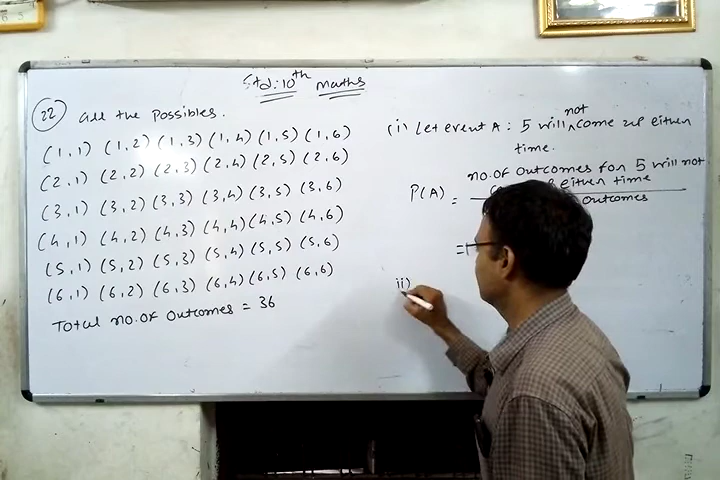 Std: 10th Maths
22 all the possibles.
(1,1) (1,2) (1,3) (1,4) (1,5) (1,6)
(2,1) (2,2) (2,3) (2,4) (2,5) (2,6)
(3,1) (3,2) (3,3) (3,4) (3,5) (3,6)
(4,1) (4,2) (4,3) (4,4) (4,5) (4,6)
(5,1) (5,2) (5,3) (5,4) (5,5) (5,6)
(6,1) (6,2) (6,3) (6,4) (6,5) (6,6)
Total no. of outcomes = 36
(i) Let event A : 5 will not come up either
time.
P(A) = no. of outcomes for 5 will not
either time
outcomes
=
ii)